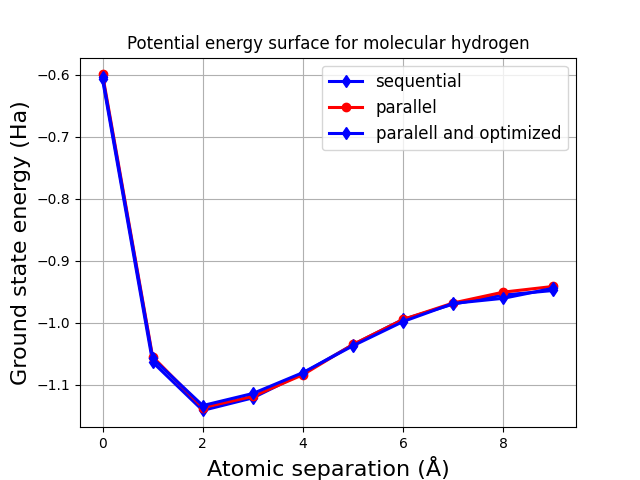 Potential energy surface for molecular hydrogen
sequential
parallel
paralell and optimized
Ground state energy (Ha)
−0.6
−0.7
−0.8
−0.9
−1.0
−1.1
0 2 4 6 8
Atomic separation (Å)